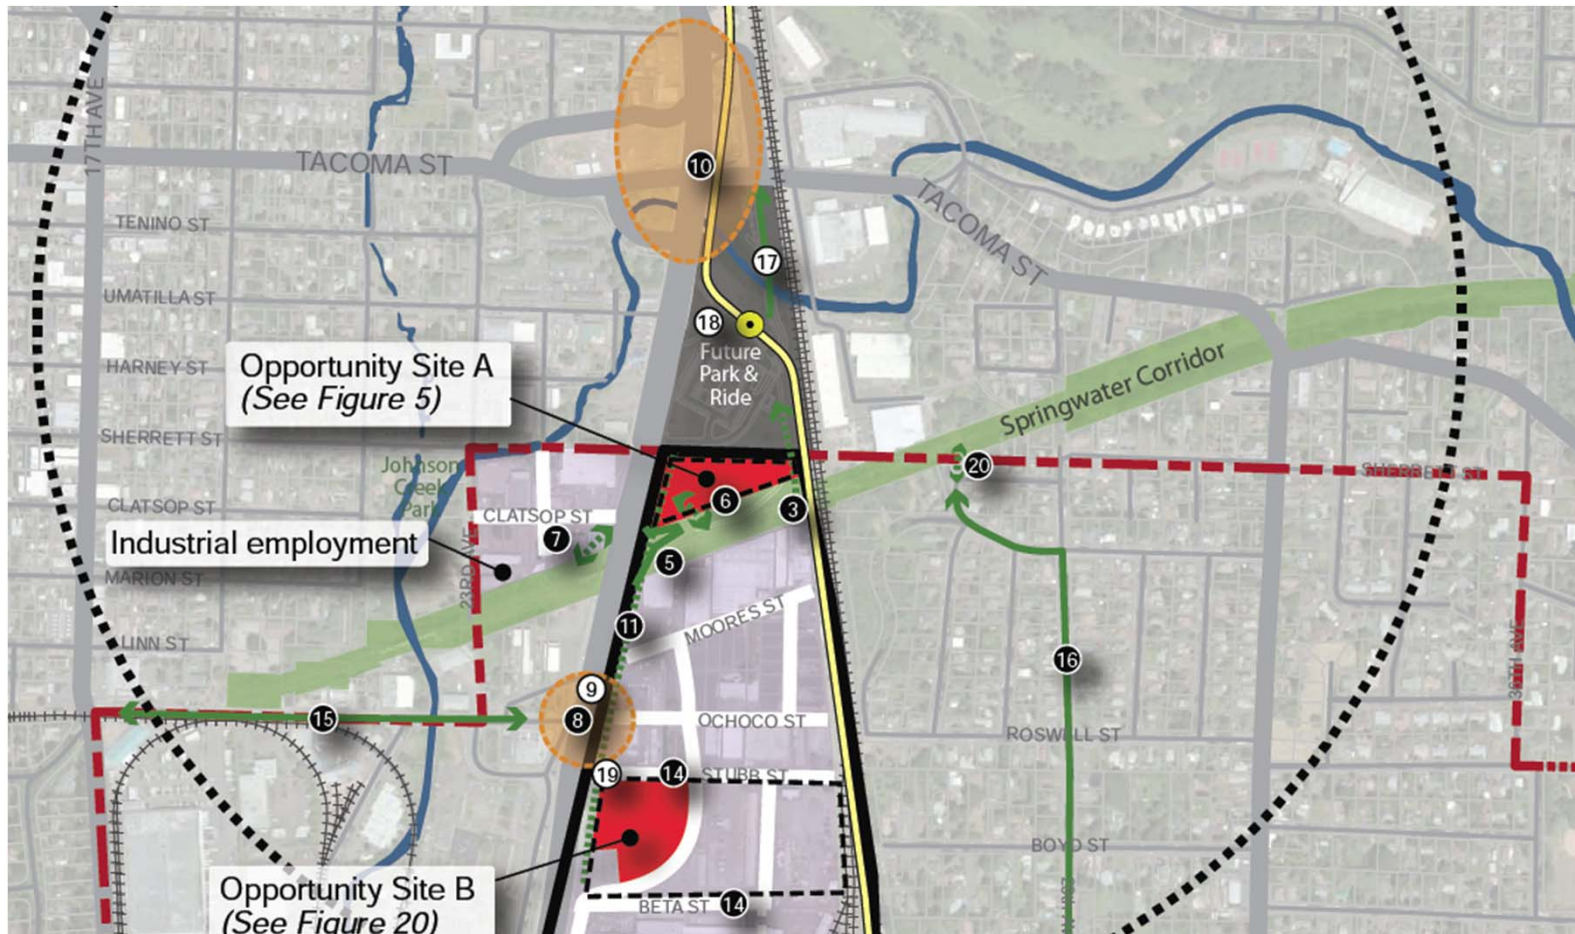 17TH AVE
TACOMA ST
10
TACOMA ST
TENINO ST
17
UMATILLA ST
18
Future
Park &
Ride
HARNEY ST
Opportunity Site A
(See Figure 5)
Springwater Corridor
SHERRETT ST
Johnson
Creek
Park
20
SHERRETT ST
6
3
CLATSOP ST
CLATSOP ST
7
Industrial employment
5
MARION ST
23RD AVE
11
MOORES ST
LINN ST
16
9
8
15
OCHOCO ST
ROSWELL ST
19
14
STUBB ST
BOYD ST
Opportunity Site B
(See Figure 20)
BETA ST
14